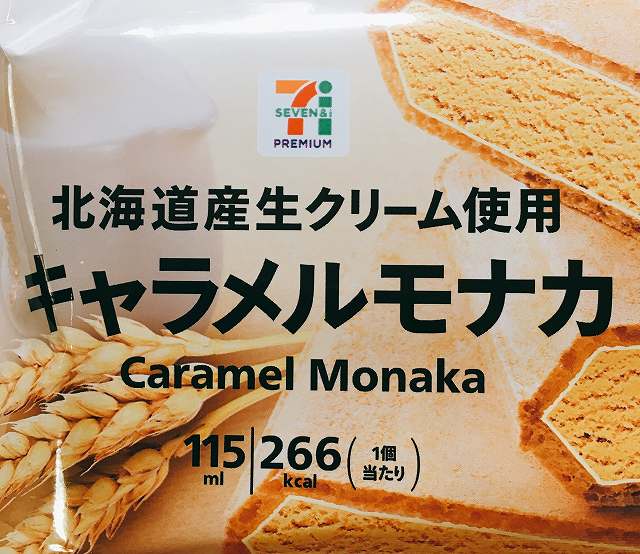 SEVEN&i
PREMIUM
北海道産生クリーム使用
キャラメルモナカ
Caramel Monaka
115
ml
266
kcal
(1個
当たり)